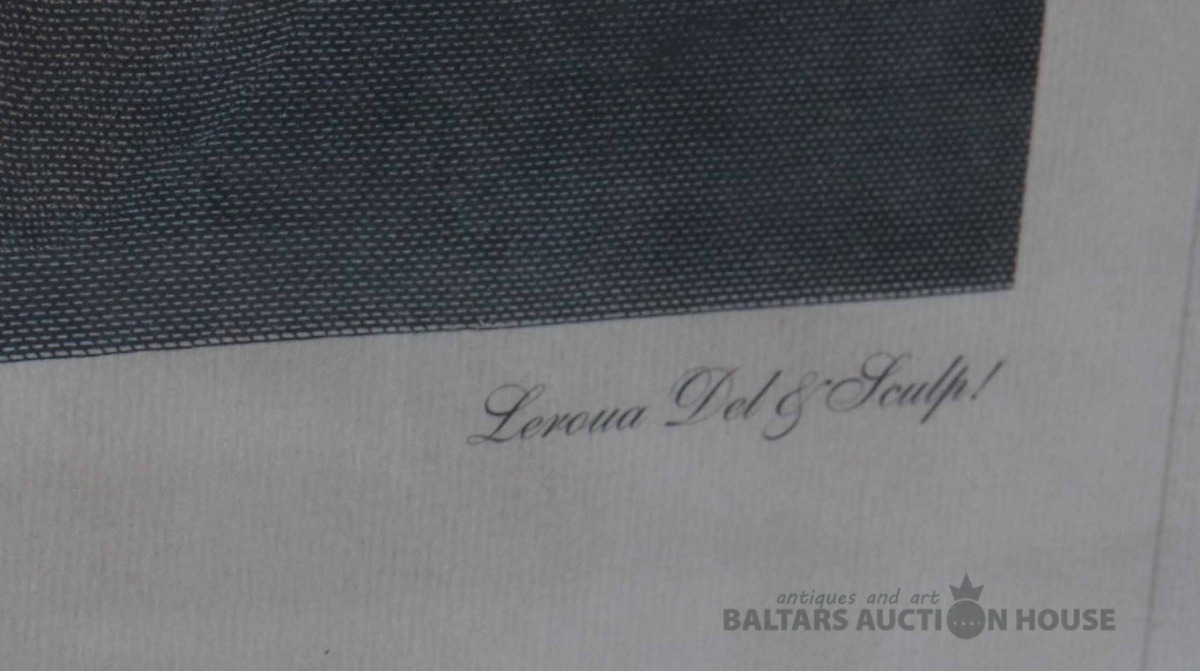 Leroua Del & Sculp!
antiques and art
BALTARS AUCTION HOUSE